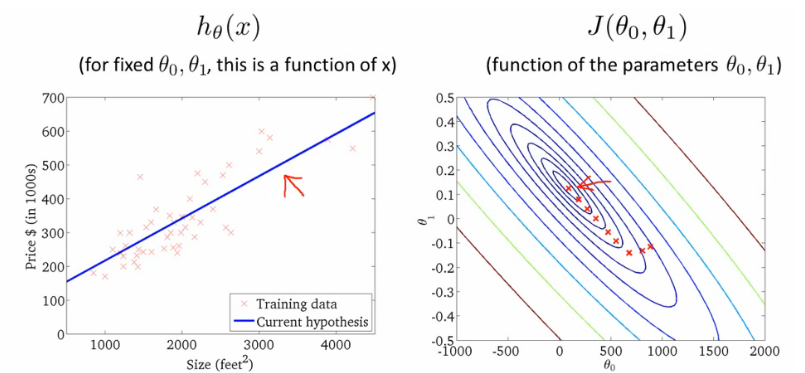 hθ(x)
(for fixed θ₀, θ₁, this is a function of x)
Price $ (in 1000s)
700
600
500
400
300
200
100
0
Training data
Current hypothesis
1000 2000 3000 4000
Size (feet²)
J(θ₀, θ₁)
(function of the parameters θ₀, θ₁)
θ₁
0.5
0.4
0.3
0.2
0.1
0
-0.1
-0.2
-0.3
-0.4
-0.5
-1000 -500 0 500 1000 1500 2000
θ₀